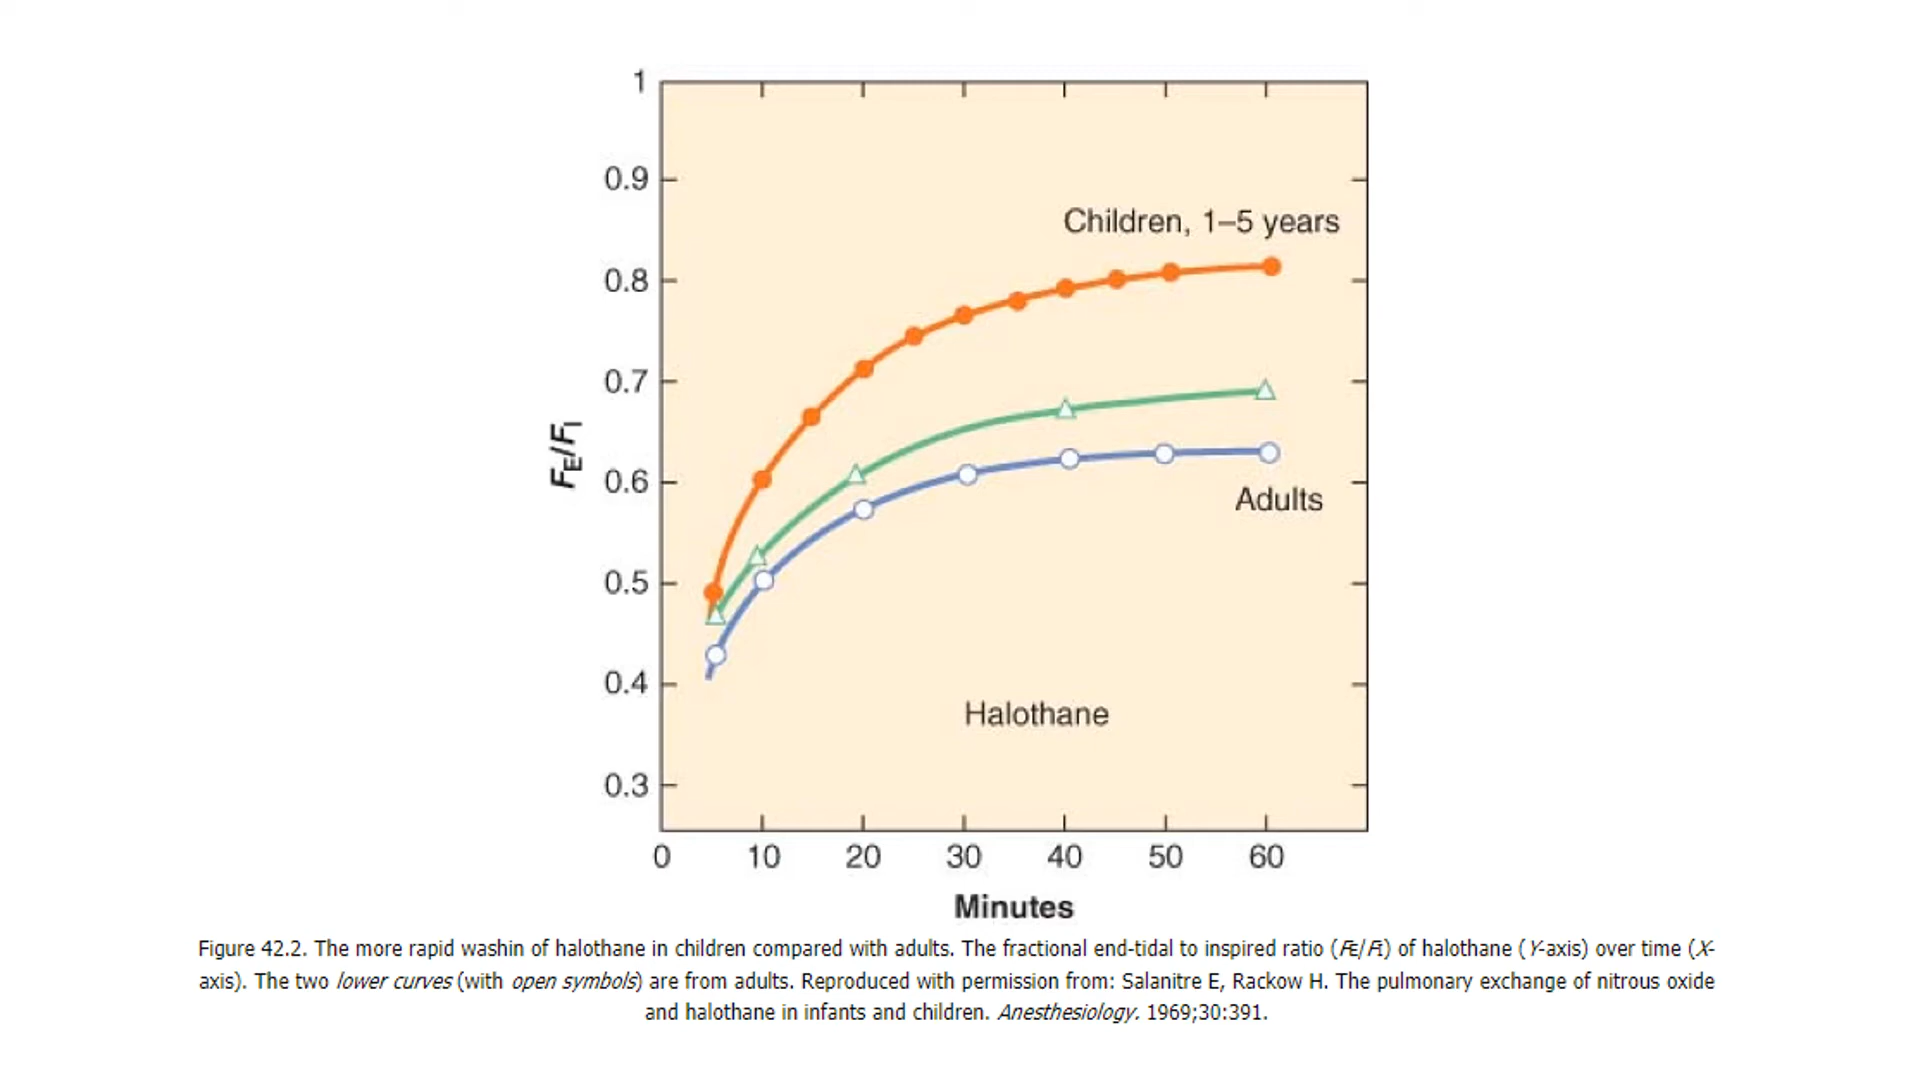 1
0.9
Children, 1–5 years
0.8
0.7
FE/FI
0.6
Adults
0.5
0.4
Halothane
0.3
0 10 20 30 40 50 60
Minutes
Figure 42.2. The more rapid washin of halothane in children compared with adults. The fractional end-tidal to inspired ratio (FE/FI) of halothane (Y-axis) over time (X-
axis). The two lower curves (with open symbols) are from adults. Reproduced with permission from: Salanitre E, Rackow H. The pulmonary exchange of nitrous oxide
and halothane in infants and children. Anesthesiology. 1969;30:391.